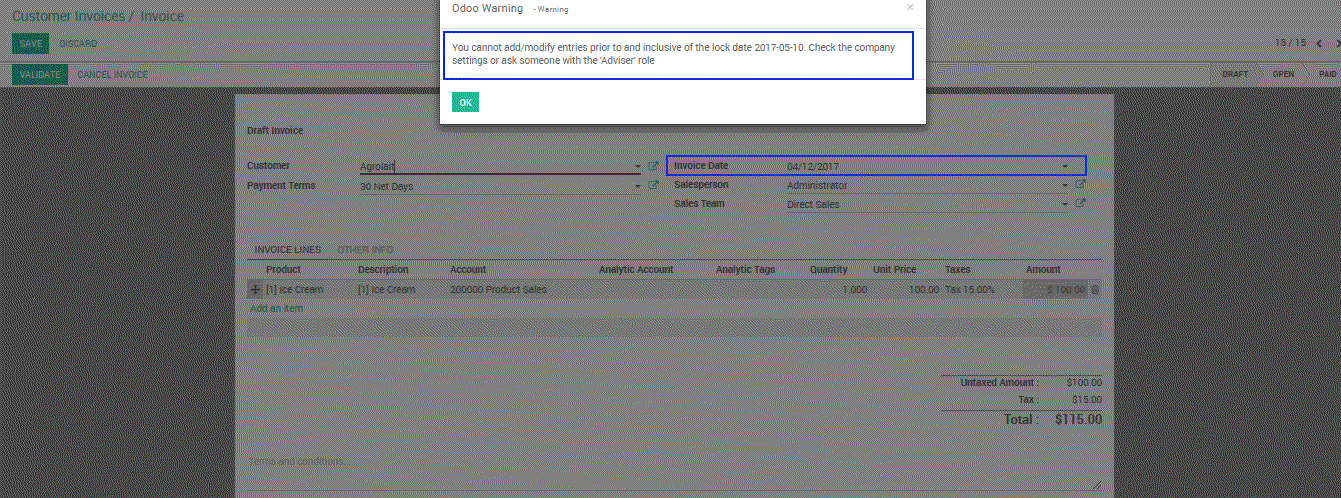 Customer Invoices / Invoice
Odoo Warning - Warning ×
SAVE DISCARD
15 / 15
You cannot add/modify entries prior to and inclusive of the lock date 2017-05-10. Check the company
settings or ask someone with the 'Adviser' role
VALIDATE CANCEL INVOICE
DRAFT OPEN PAID
OK
Draft Invoice
Customer Agrolait
Invoice Date 04/12/2017
Payment Terms 30 Net Days
Salesperson Administrator
Sales Team Direct Sales
INVOICE LINES OTHER INFO
Product Description Account Analytic Account Analytic Tags Quantity Unit Price Taxes Amount
[1] Ice Cream [1] Ice Cream 200000 Product Sales 1.000 100.00 Tax 15.00% $ 100.00
Add an item
Untaxed Amount : $100.00
Tax : $15.00
Total : $115.00
Terms and conditions...